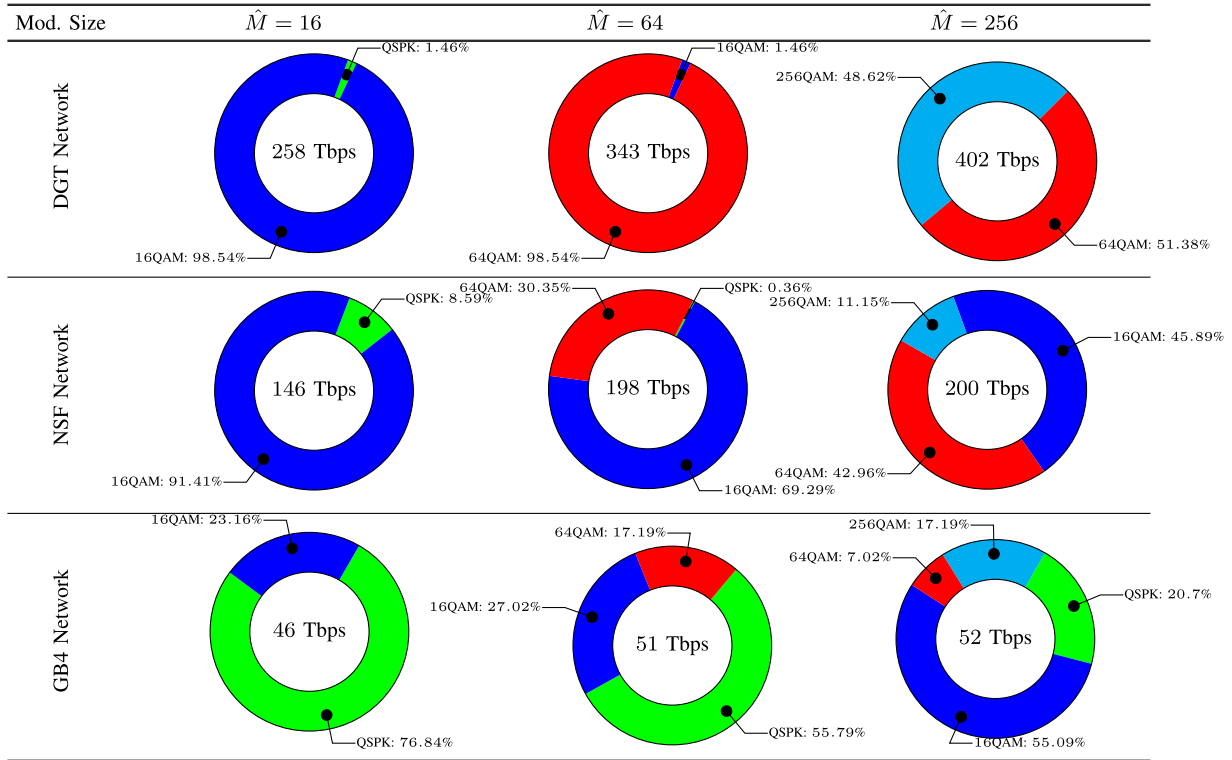 Mod. Size M̂ = 16 M̂ = 64 M̂ = 256
DGT Network
QSPK: 1.46%
258 Tbps
16QAM: 98.54%
16QAM: 1.46%
343 Tbps
64QAM: 98.54%
256QAM: 48.62%
402 Tbps
64QAM: 51.38%
NSF Network
QSPK: 8.59%
146 Tbps
16QAM: 91.41%
64QAM: 30.35%
QSPK: 0.36%
198 Tbps
16QAM: 69.29%
256QAM: 11.15%
16QAM: 45.89%
200 Tbps
64QAM: 42.96%
GB4 Network
16QAM: 23.16%
46 Tbps
QSPK: 76.84%
64QAM: 17.19%
16QAM: 27.02%
51 Tbps
QSPK: 55.79%
256QAM: 17.19%
64QAM: 7.02%
QSPK: 20.7%
52 Tbps
16QAM: 55.09%